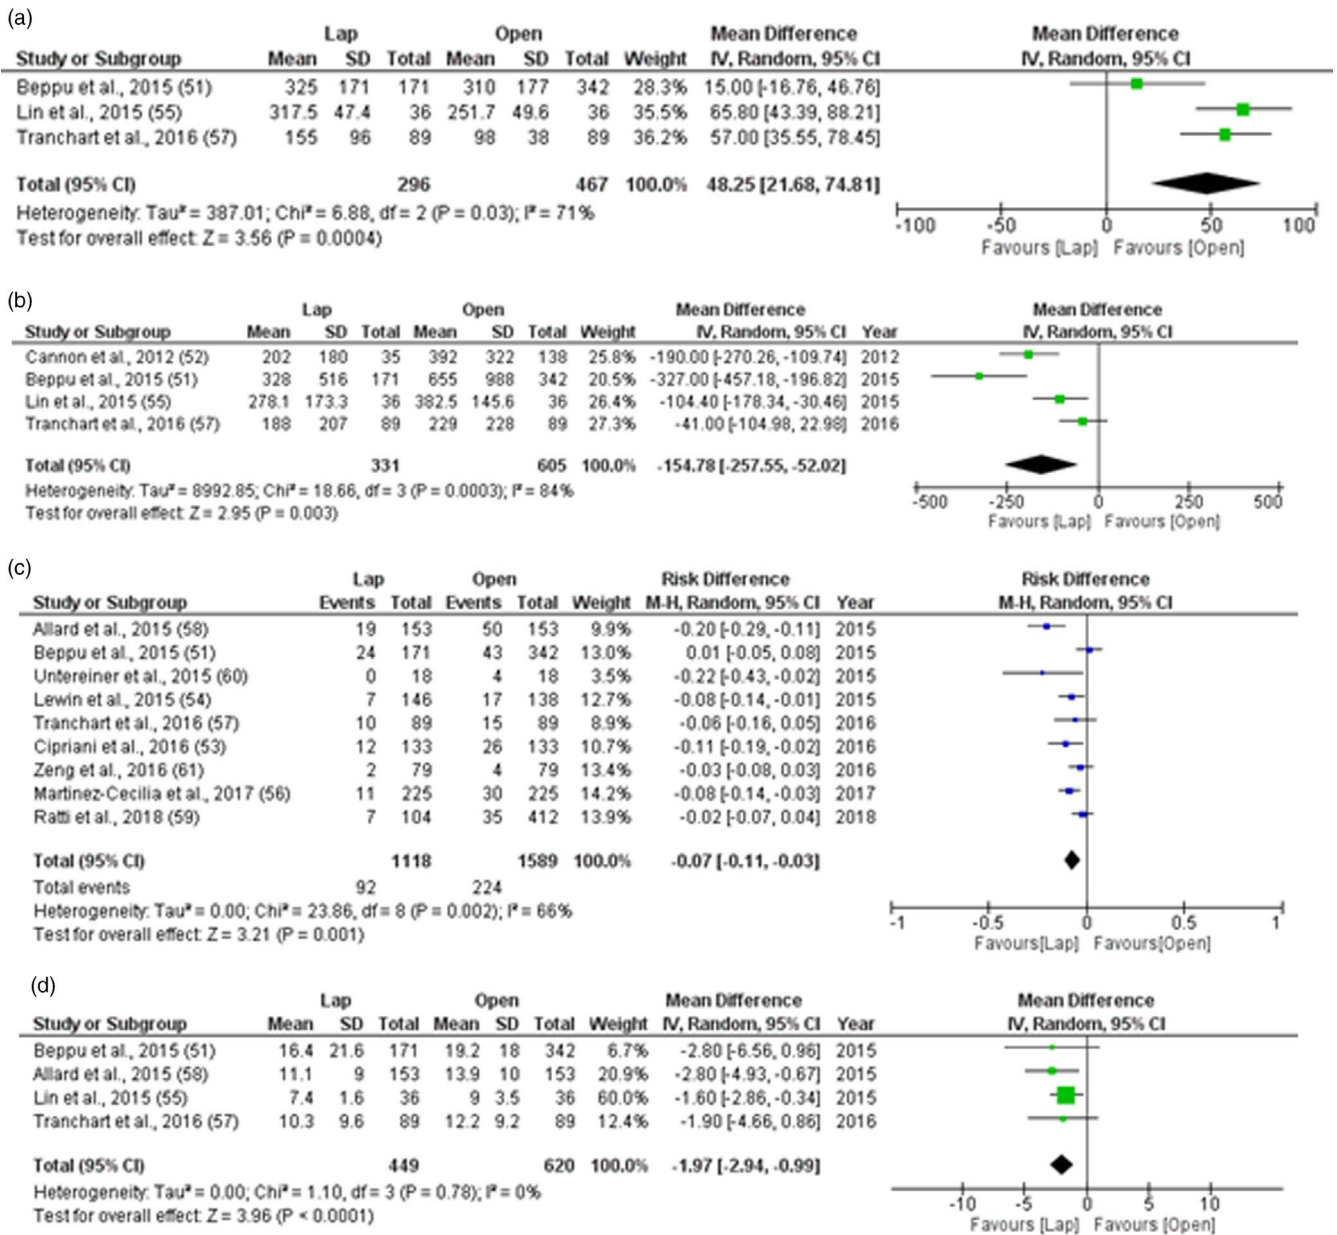 (a)
Lap Open Mean Difference Mean Difference
Study or Subgroup Mean SD Total Mean SD Total Weight IV, Random, 95% CI IV, Random, 95% CI
Beppu et al., 2015 (51) 325 171 171 310 177 342 28.3% 15.00 [-16.76, 46.76]
Lin et al., 2015 (55) 317.5 47.4 36 251.7 49.6 36 35.5% 65.80 [43.39, 88.21]
Tranchart et al., 2016 (57) 155 96 89 98 38 89 36.2% 57.00 [35.55, 78.45]
Total (95% CI) 296 467 100.0% 48.25 [21.68, 74.81]
Heterogeneity: Tau² = 387.01; Chi² = 6.88, df = 2 (P = 0.03); I² = 71%
Test for overall effect: Z = 3.56 (P = 0.0004)
-100 -50 0 50 100
Favours [Lap] Favours [Open]
(b)
Lap Open Mean Difference Mean Difference
Study or Subgroup Mean SD Total Mean SD Total Weight IV, Random, 95% CI Year IV, Random, 95% CI
Cannon et al., 2012 (52) 202 180 35 392 322 138 25.8% -190.00 [-270.26, -109.74] 2012
Beppu et al., 2015 (51) 328 516 171 655 988 342 20.5% -327.00 [-457.18, -196.82] 2015
Lin et al., 2015 (55) 278.1 173.3 36 382.5 145.6 36 26.4% -104.40 [-178.34, -30.46] 2015
Tranchart et al., 2016 (57) 188 207 89 229 228 89 27.3% -41.00 [-104.98, 22.98] 2016
Total (95% CI) 331 605 100.0% -154.78 [-257.55, -52.02]
Heterogeneity: Tau² = 8992.85; Chi² = 18.66, df = 3 (P = 0.0003); I² = 84%
Test for overall effect: Z = 2.95 (P = 0.003)
-500 -250 0 250 500
Favours [Lap] Favours [Open]
(c)
Lap Open Risk Difference Risk Difference
Study or Subgroup Events Total Events Total Weight M-H, Random, 95% CI Year M-H, Random, 95% CI
Allard et al., 2015 (58) 19 153 50 153 9.9% -0.20 [-0.29, -0.11] 2015
Beppu et al., 2015 (51) 24 171 43 342 13.0% 0.01 [-0.05, 0.08] 2015
Untereiner et al., 2015 (60) 0 18 4 18 3.5% -0.22 [-0.43, -0.02] 2015
Lewin et al., 2015 (54) 7 146 17 138 12.7% -0.08 [-0.14, -0.01] 2015
Tranchart et al., 2016 (57) 10 89 15 89 8.9% -0.06 [-0.16, 0.05] 2016
Cipriani et al., 2016 (53) 12 133 26 133 10.7% -0.11 [-0.19, -0.02] 2016
Zeng et al., 2016 (61) 2 79 4 79 13.4% -0.03 [-0.08, 0.03] 2016
Martinez-Cecilia et al., 2017 (56) 11 225 30 225 14.2% -0.08 [-0.14, -0.03] 2017
Ratti et al., 2018 (59) 7 104 35 412 13.9% -0.02 [-0.07, 0.04] 2018
Total (95% CI) 1118 1589 100.0% -0.07 [-0.11, -0.03]
Total events 92 224
Heterogeneity: Tau² = 0.00; Chi² = 23.86, df = 8 (P = 0.002); I² = 66%
Test for overall effect: Z = 3.21 (P = 0.001)
-1 -0.5 0 0.5 1
Favours[Lap] Favours[Open]
(d)
Lap Open Mean Difference Mean Difference
Study or Subgroup Mean SD Total Mean SD Total Weight IV, Random, 95% CI Year IV, Random, 95% CI
Beppu et al., 2015 (51) 16.4 21.6 171 19.2 18 342 6.7% -2.80 [-6.56, 0.96] 2015
Allard et al., 2015 (58) 11.1 9 153 13.9 10 153 20.9% -2.80 [-4.93, -0.67] 2015
Lin et al., 2015 (55) 7.4 1.6 36 9 3.5 36 60.0% -1.60 [-2.86, -0.34] 2015
Tranchart et al., 2016 (57) 10.3 9.6 89 12.2 9.2 89 12.4% -1.90 [-4.66, 0.86] 2016
Total (95% CI) 449 620 100.0% -1.97 [-2.94, -0.99]
Heterogeneity: Tau² = 0.00; Chi² = 1.10, df = 3 (P = 0.78); I² = 0%
Test for overall effect: Z = 3.96 (P < 0.0001)
-10 -5 0 5 10
Favours [Lap] Favours [Open]